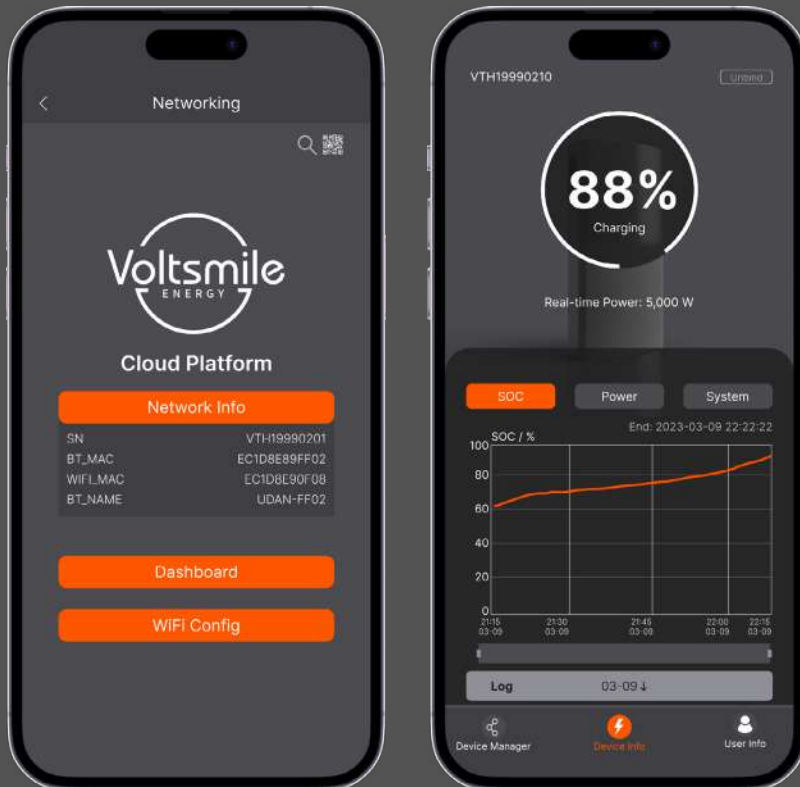 Networking
Voltsmile
ENERGY
Cloud Platform
Network Info
SN VTH19990201
BT_MAC EC1D8E89FF02
WIFI_MAC EC1D8E90F08
BT_NAME UDAN-FF02
Dashboard
WiFi Config
VTH19990210 Unbind
88%
Charging
Real-time Power: 5,000 W
SOC Power System
End: 2023-03-09 22:22:22
SOC / %
100
80
60
40
20
0
21:15 21:30 21:45 22:00 22:15
03-09 03-09 03-09 03-09 03-09
Log 03-09↓
Device Manager Device Info User Info